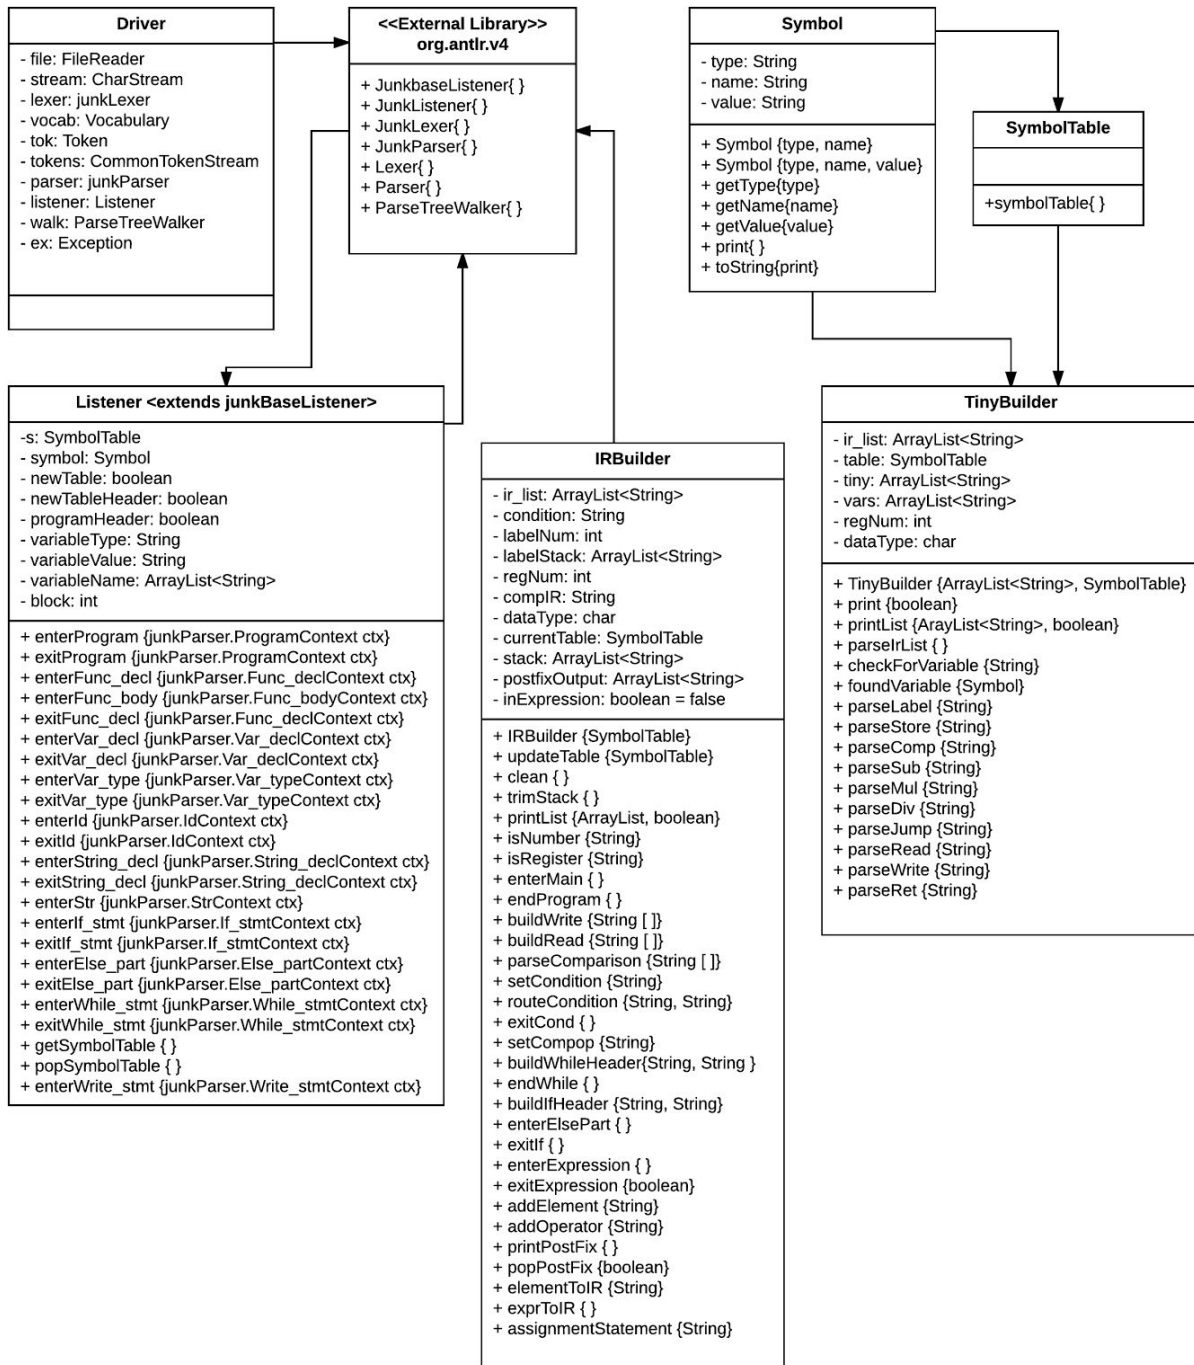 Driver
- file: FileReader
- stream: CharStream
- lexer: junkLexer
- vocab: Vocabulary
- tok: Token
- tokens: CommonTokenStream
- parser: junkParser
- listener: Listener
- walk: ParseTreeWalker
- ex: Exception
<<External Library>>
org.antlr.v4
+ JunkbaseListener{ }
+ JunkListener{ }
+ JunkLexer{ }
+ JunkParser{ }
+ Lexer{ }
+ Parser{ }
+ ParseTreeWalker{ }
Symbol
- type: String
- name: String
- value: String
+ Symbol {type, name}
+ Symbol {type, name, value}
+ getType{type}
+ getName{name}
+ getValue{value}
+ print{ }
+ toString{print}
SymbolTable
+symbolTable{ }
Listener <extends junkBaseListener>
-s: SymbolTable
- symbol: Symbol
- newTable: boolean
- newTableHeader: boolean
- programHeader: boolean
- variableType: String
- variableValue: String
- variableName: ArrayList<String>
- block: int
+ enterProgram {junkParser.ProgramContext ctx}
+ exitProgram {junkParser.ProgramContext ctx}
+ enterFunc_decl {junkParser.Func_declContext ctx}
+ enterFunc_body {junkParser.Func_bodyContext ctx}
+ exitFunc_decl {junkParser.Func_declContext ctx}
+ enterVar_decl {junkParser.Var_declContext ctx}
+ exitVar_decl {junkParser.Var_declContext ctx}
+ enterVar_type {junkParser.Var_typeContext ctx}
+ exitVar_type {junkParser.Var_typeContext ctx}
+ enterId {junkParser.IdContext ctx}
+ exitId {junkParser.IdContext ctx}
+ enterString_decl {junkParser.String_declContext ctx}
+ exitString_decl {junkParser.String_declContext ctx}
+ enterStr {junkParser.StrContext ctx}
+ enterIf_stmt {junkParser.If_stmtContext ctx}
+ exitIf_stmt {junkParser.If_stmtContext ctx}
+ enterElse_part {junkParser.Else_partContext ctx}
+ exitElse_part {junkParser.Else_partContext ctx}
+ enterWhile_stmt {junkParser.While_stmtContext ctx}
+ exitWhile_stmt {junkParser.While_stmtContext ctx}
+ getSymbolTable { }
+ popSymbolTable { }
+ enterWrite_stmt {junkParser.Write_stmtContext ctx}
IRBuilder
- ir_list: ArrayList<String>
- condition: String
- labelNum: int
- labelStack: ArrayList<String>
- regNum: int
- compIR: String
- dataType: char
- currentTable: SymbolTable
- stack: ArrayList<String>
- postfixOutput: ArrayList<String>
- inExpression: boolean = false
+ IRBuilder {SymbolTable}
+ updateTable {SymbolTable}
+ clean { }
+ trimStack { }
+ printList {ArrayList, boolean}
+ isNumber {String}
+ isRegister {String}
+ enterMain { }
+ endProgram { }
+ buildWrite {String [ ]}
+ buildRead {String [ ]}
+ parseComparison {String [ ]}
+ setCondition {String}
+ routeCondition {String, String}
+ exitCond { }
+ setCompop {String}
+ buildWhileHeader{String, String }
+ endWhile { }
+ buildIfHeader {String, String}
+ enterElsePart { }
+ exitIf { }
+ enterExpression { }
+ exitExpression {boolean}
+ addElement {String}
+ addOperator {String}
+ printPostFix { }
+ popPostFix {boolean}
+ elementToIR {String}
+ exprToIR { }
+ assignmentStatement {String}
TinyBuilder
- ir_list: ArrayList<String>
- table: SymbolTable
- tiny: ArrayList<String>
- vars: ArrayList<String>
- regNum: int
- dataType: char
+ TinyBuilder {ArrayList<String>, SymbolTable}
+ print {boolean}
+ printList {ArayList<String>, boolean}
+ parseIrList { }
+ checkForVariable {String}
+ foundVariable {Symbol}
+ parseLabel {String}
+ parseStore {String}
+ parseComp {String}
+ parseSub {String}
+ parseMul {String}
+ parseDiv {String}
+ parseJump {String}
+ parseRead {String}
+ parseWrite {String}
+ parseRet {String}